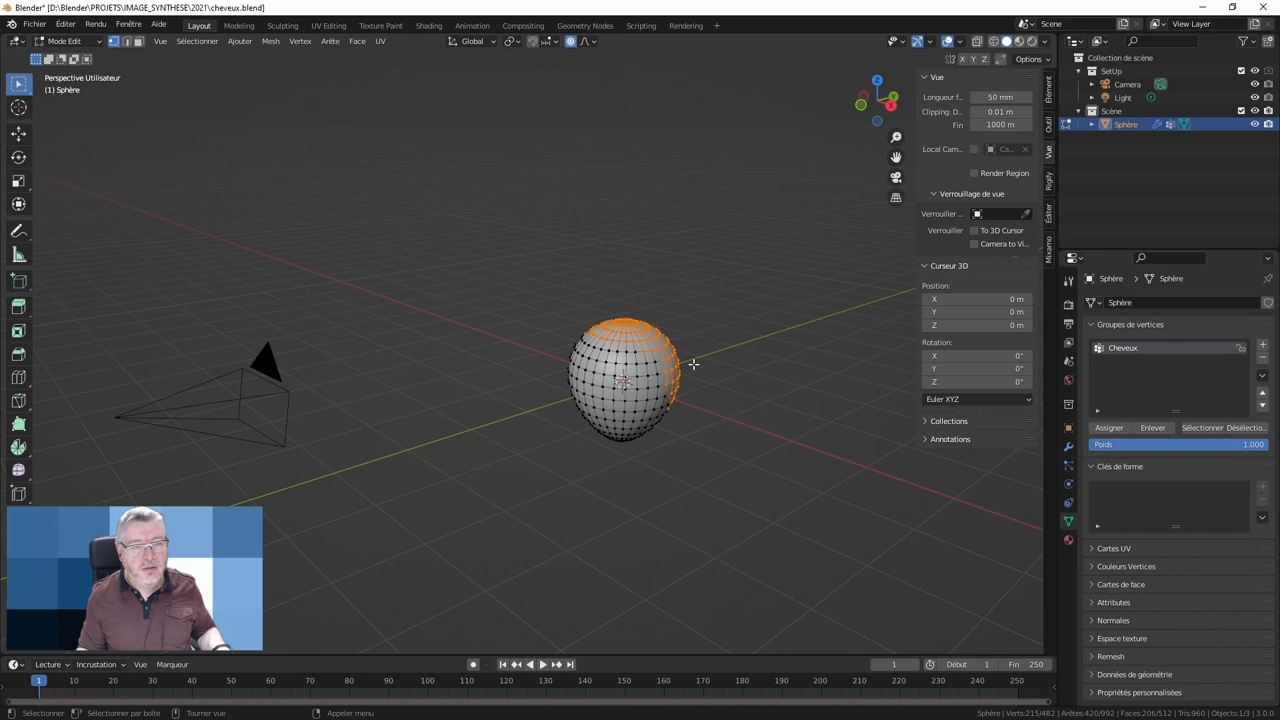 Blender* [D:\Blender\PROJETS\IMAGE_SYNTHESE\2021\cheveux.blend]
Fichier Éditer Rendu Fenêtre Aide Layout Modeling Sculpting UV Editing Texture Paint Shading Animation Compositing Geometry Nodes Scripting Rendering Scene View Layer
Mode Edit Vue Sélectionner Ajouter Mesh Vertex Arête Face UV Global
X Y Z Options
Perspective Utilisateur
(1) Sphère
Z
Y
X
Vue
Longueur f... 50 mm
Clipping: D... 0.01 m
Fin 1000 m
Local Cam... Ca...
Render Region
Verrouillage de vue
Verrouiller ...
Verrouiller To 3D Cursor
Camera to Vi...
Curseur 3D
Position:
X 0 m
Y 0 m
Z 0 m
Rotation:
X 0°
Y 0°
Z 0°
Euler XYZ
Collections
Annotations
Élément
Outil
Vue
Rigify
Éditer
Mixamo
Collection de scène
SetUp
Camera
Light
Scène
Sphère
Sphère Sphère
Sphère
Groupes de vertices
Cheveux
Assigner Enlever Sélectionner Désélectio...
Poids 1.000
Clés de forme
Cartes UV
Couleurs Vertices
Cartes de face
Attributes
Normales
Espace texture
Remesh
Données de géométrie
Propriétés personnalisées
Lecture Incrustation Vue Marqueur 1 Début 1 Fin 250
1 10 20 30 40 50 60 70 80 90 100 110 120 130 140 150 160 170 180 190 200 210 220 230 240 250
Sélectionner Sélectionner par boîte Tourner vue Appeler menu Sphère | Verts:215/482 | Arêtes:420/992 | Faces:206/512 | Tris:960 | Objects:1/3 | 3.0.0